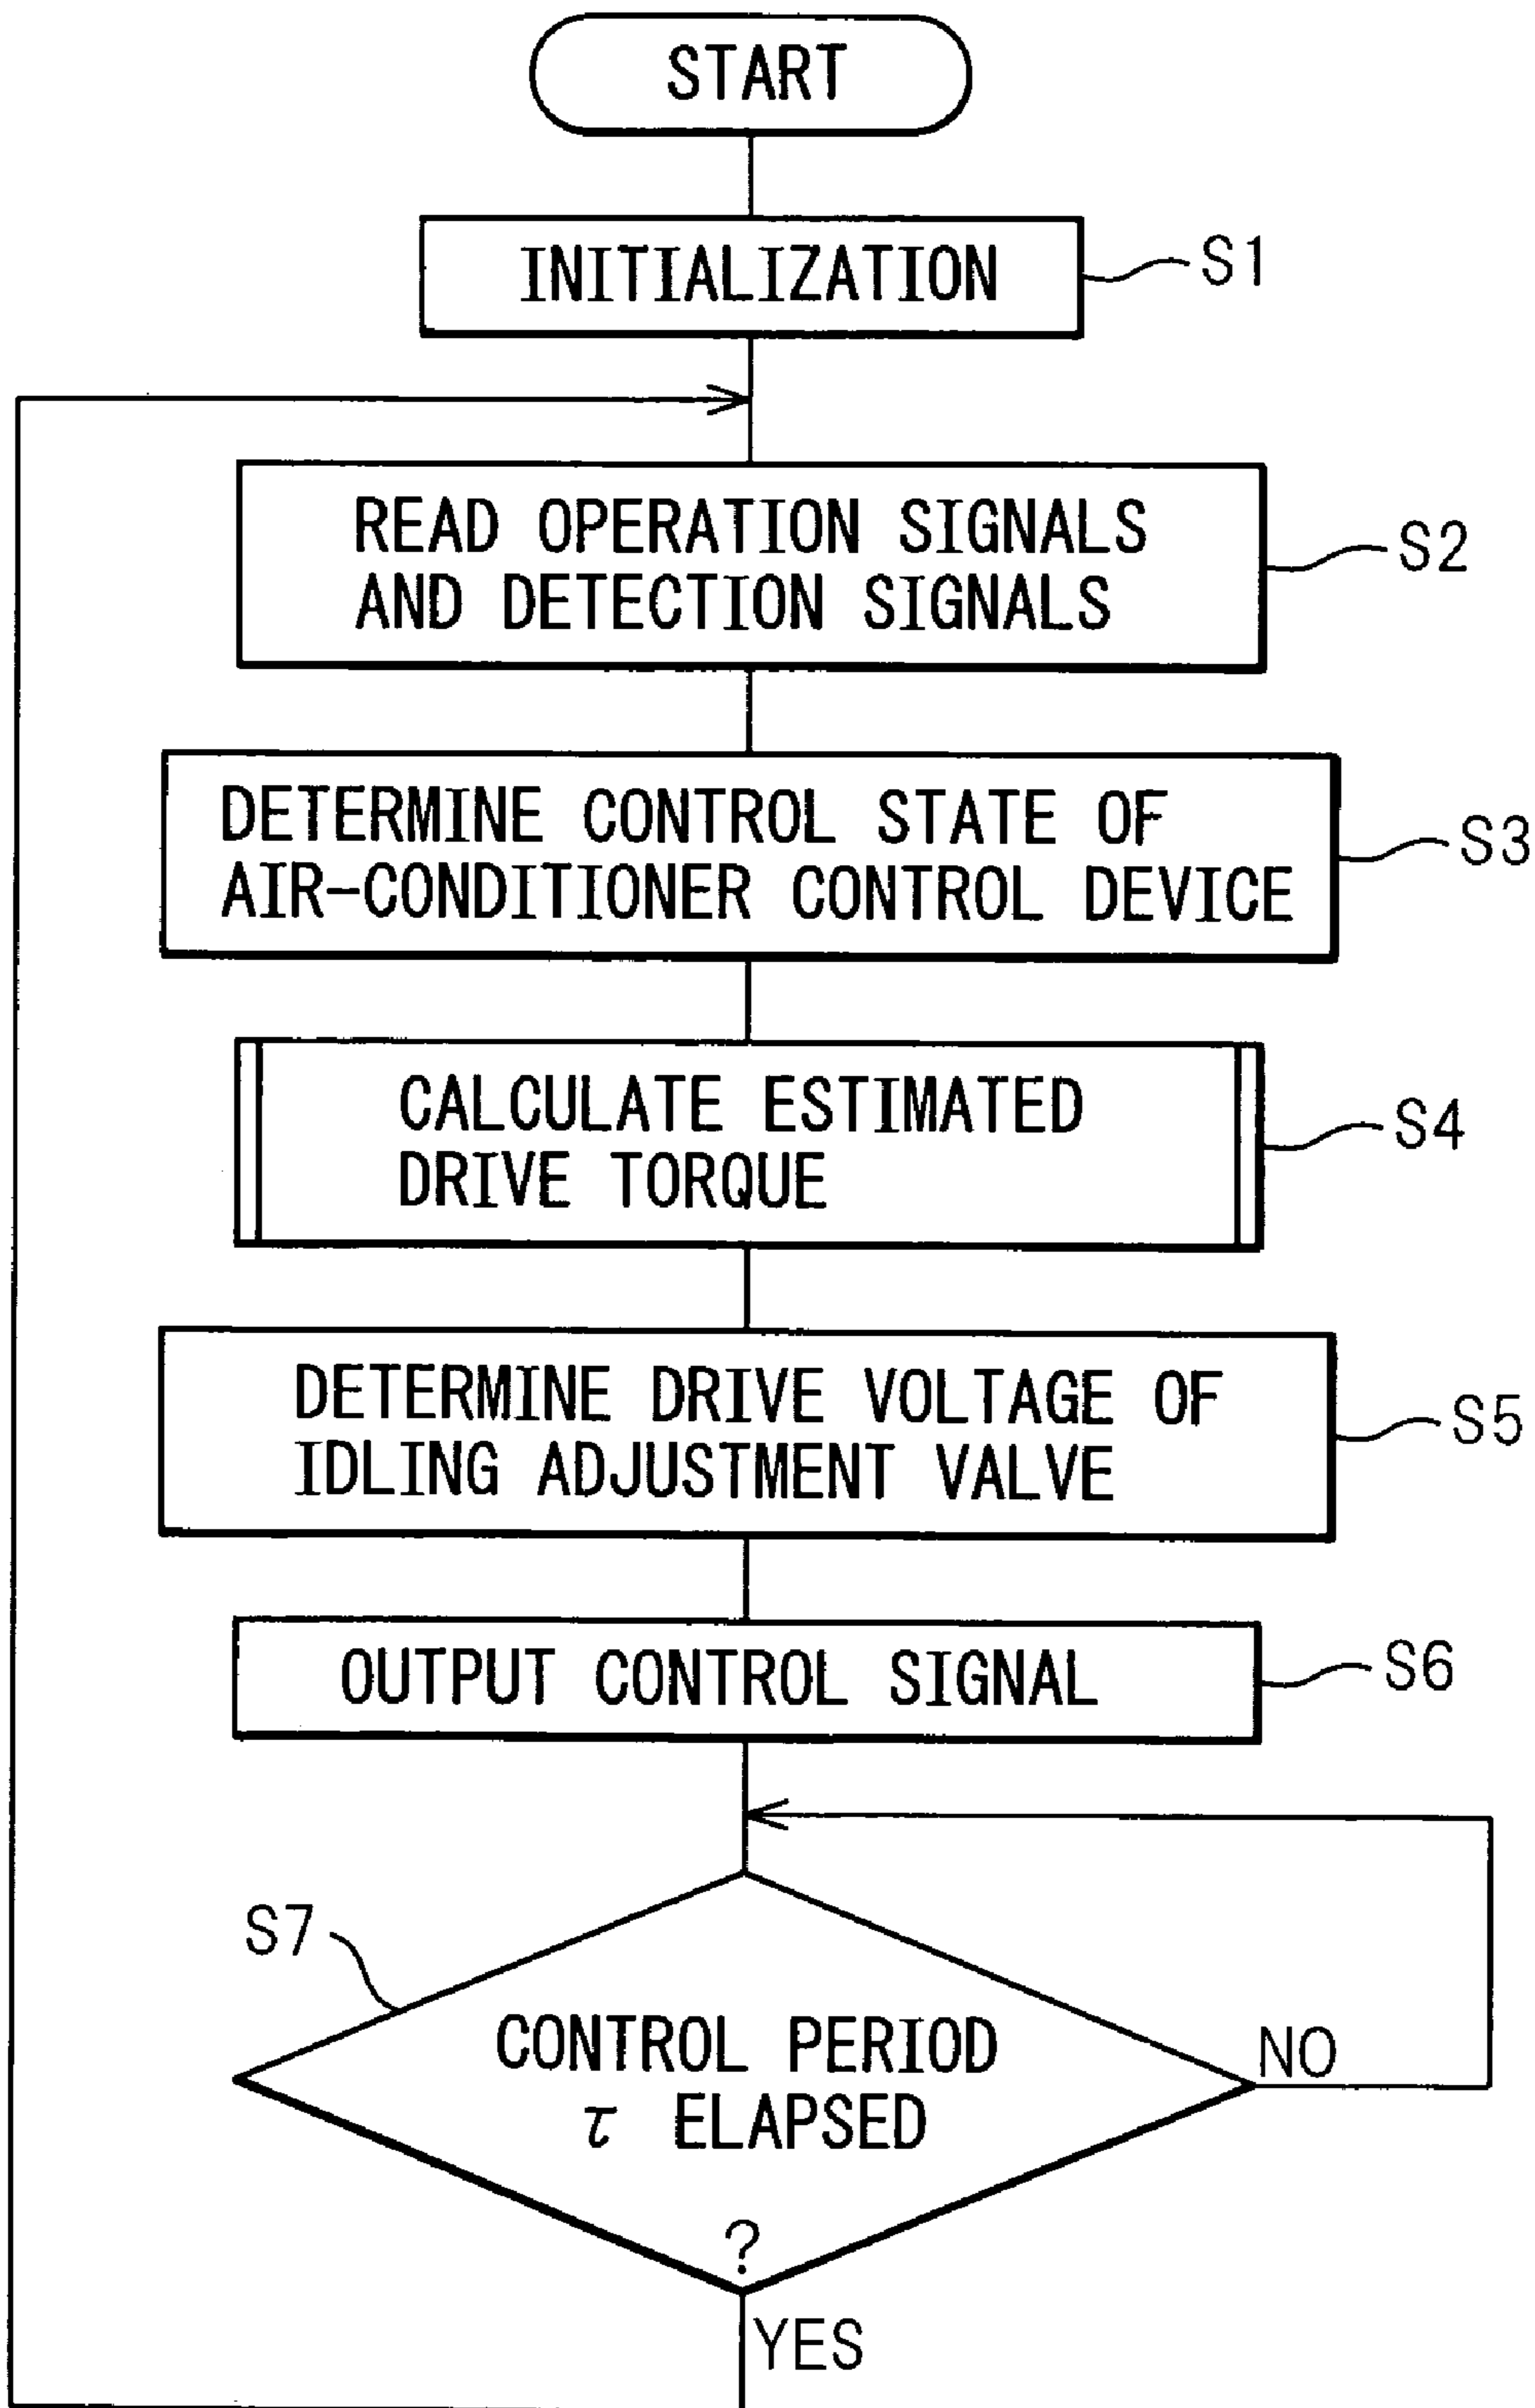 START
INITIALIZATION
S1
READ OPERATION SIGNALS
AND DETECTION SIGNALS
S2
DETERMINE CONTROL STATE OF
AIR-CONDITIONER CONTROL DEVICE
S3
CALCULATE ESTIMATED
DRIVE TORQUE
S4
DETERMINE DRIVE VOLTAGE OF
IDLING ADJUSTMENT VALVE
S5
OUTPUT CONTROL SIGNAL
S6
S7
CONTROL PERIOD
τ ELAPSED
?
NO
YES